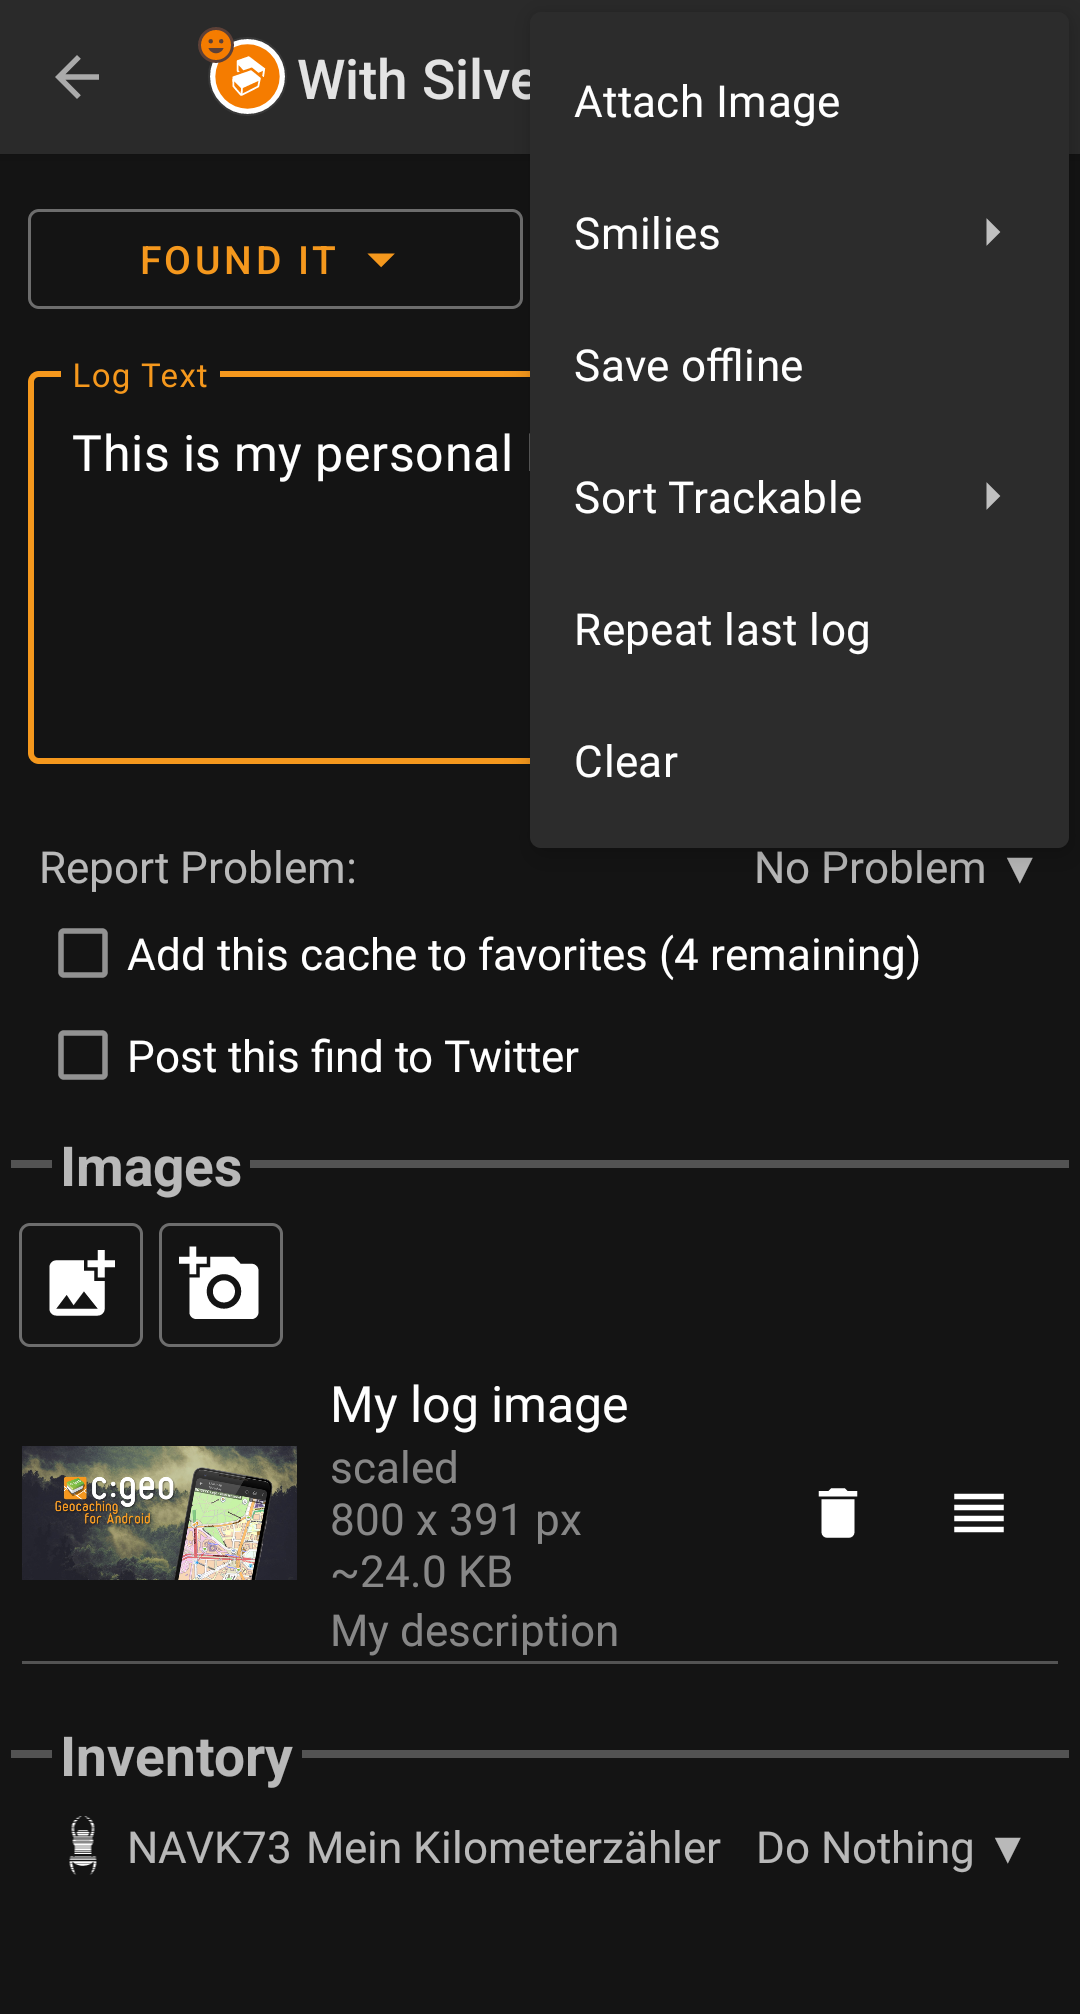 With Silve
Attach Image
Smilies
Save offline
Sort Trackable
Repeat last log
Clear
FOUND IT
Log Text
This is my personal
Report Problem:
No Problem
Add this cache to favorites (4 remaining)
Post this find to Twitter
Images
My log image
scaled
800 x 391 px
~24.0 KB
My description
c:geo
Geocaching
for Android
Inventory
NAVK73 Mein Kilometerzähler
Do Nothing